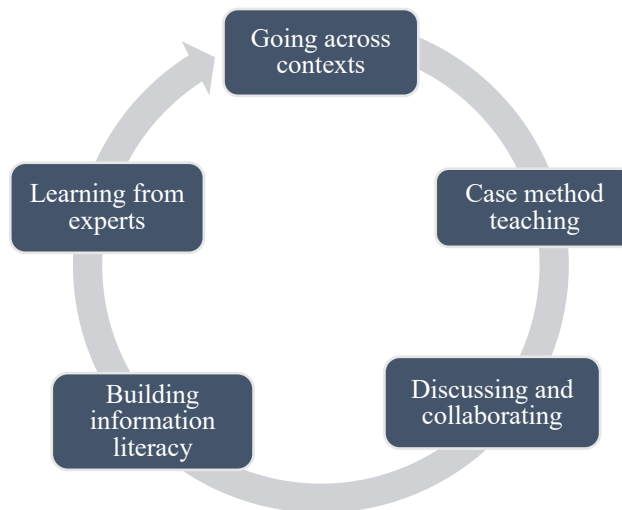 Going across
contexts
Case method
teaching
Discussing and
collaborating
Building
information
literacy
Learning from
experts